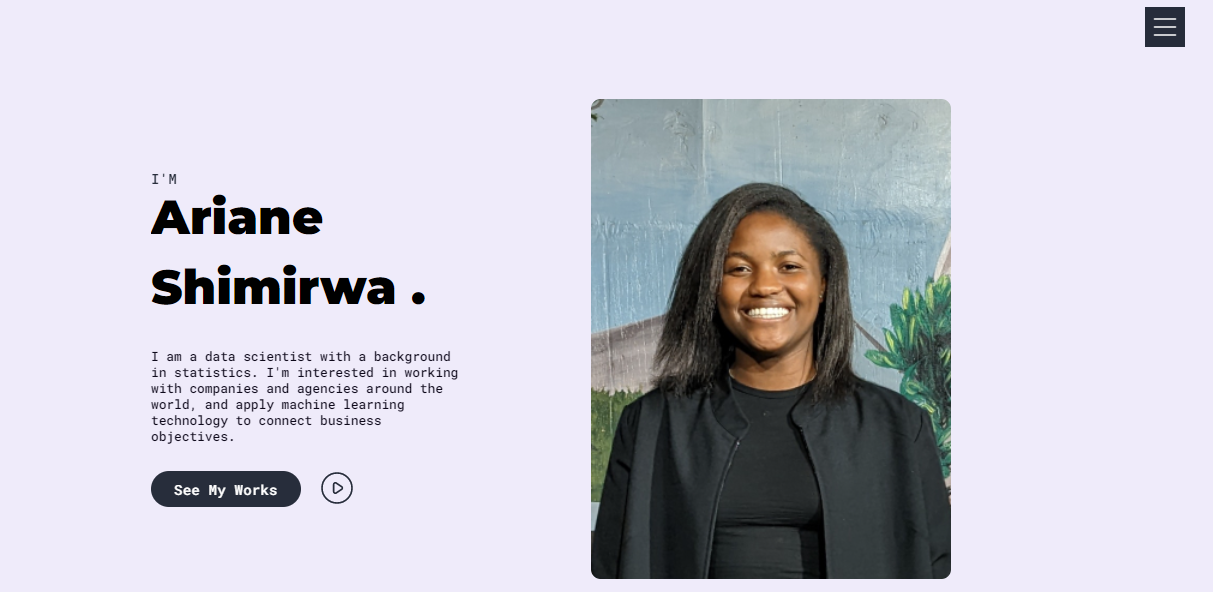 I'M
Ariane
Shimirwa .
I am a data scientist with a background
in statistics. I'm interested in working
with companies and agencies around the
world, and apply machine learning
technology to connect business
objectives.
See My Works